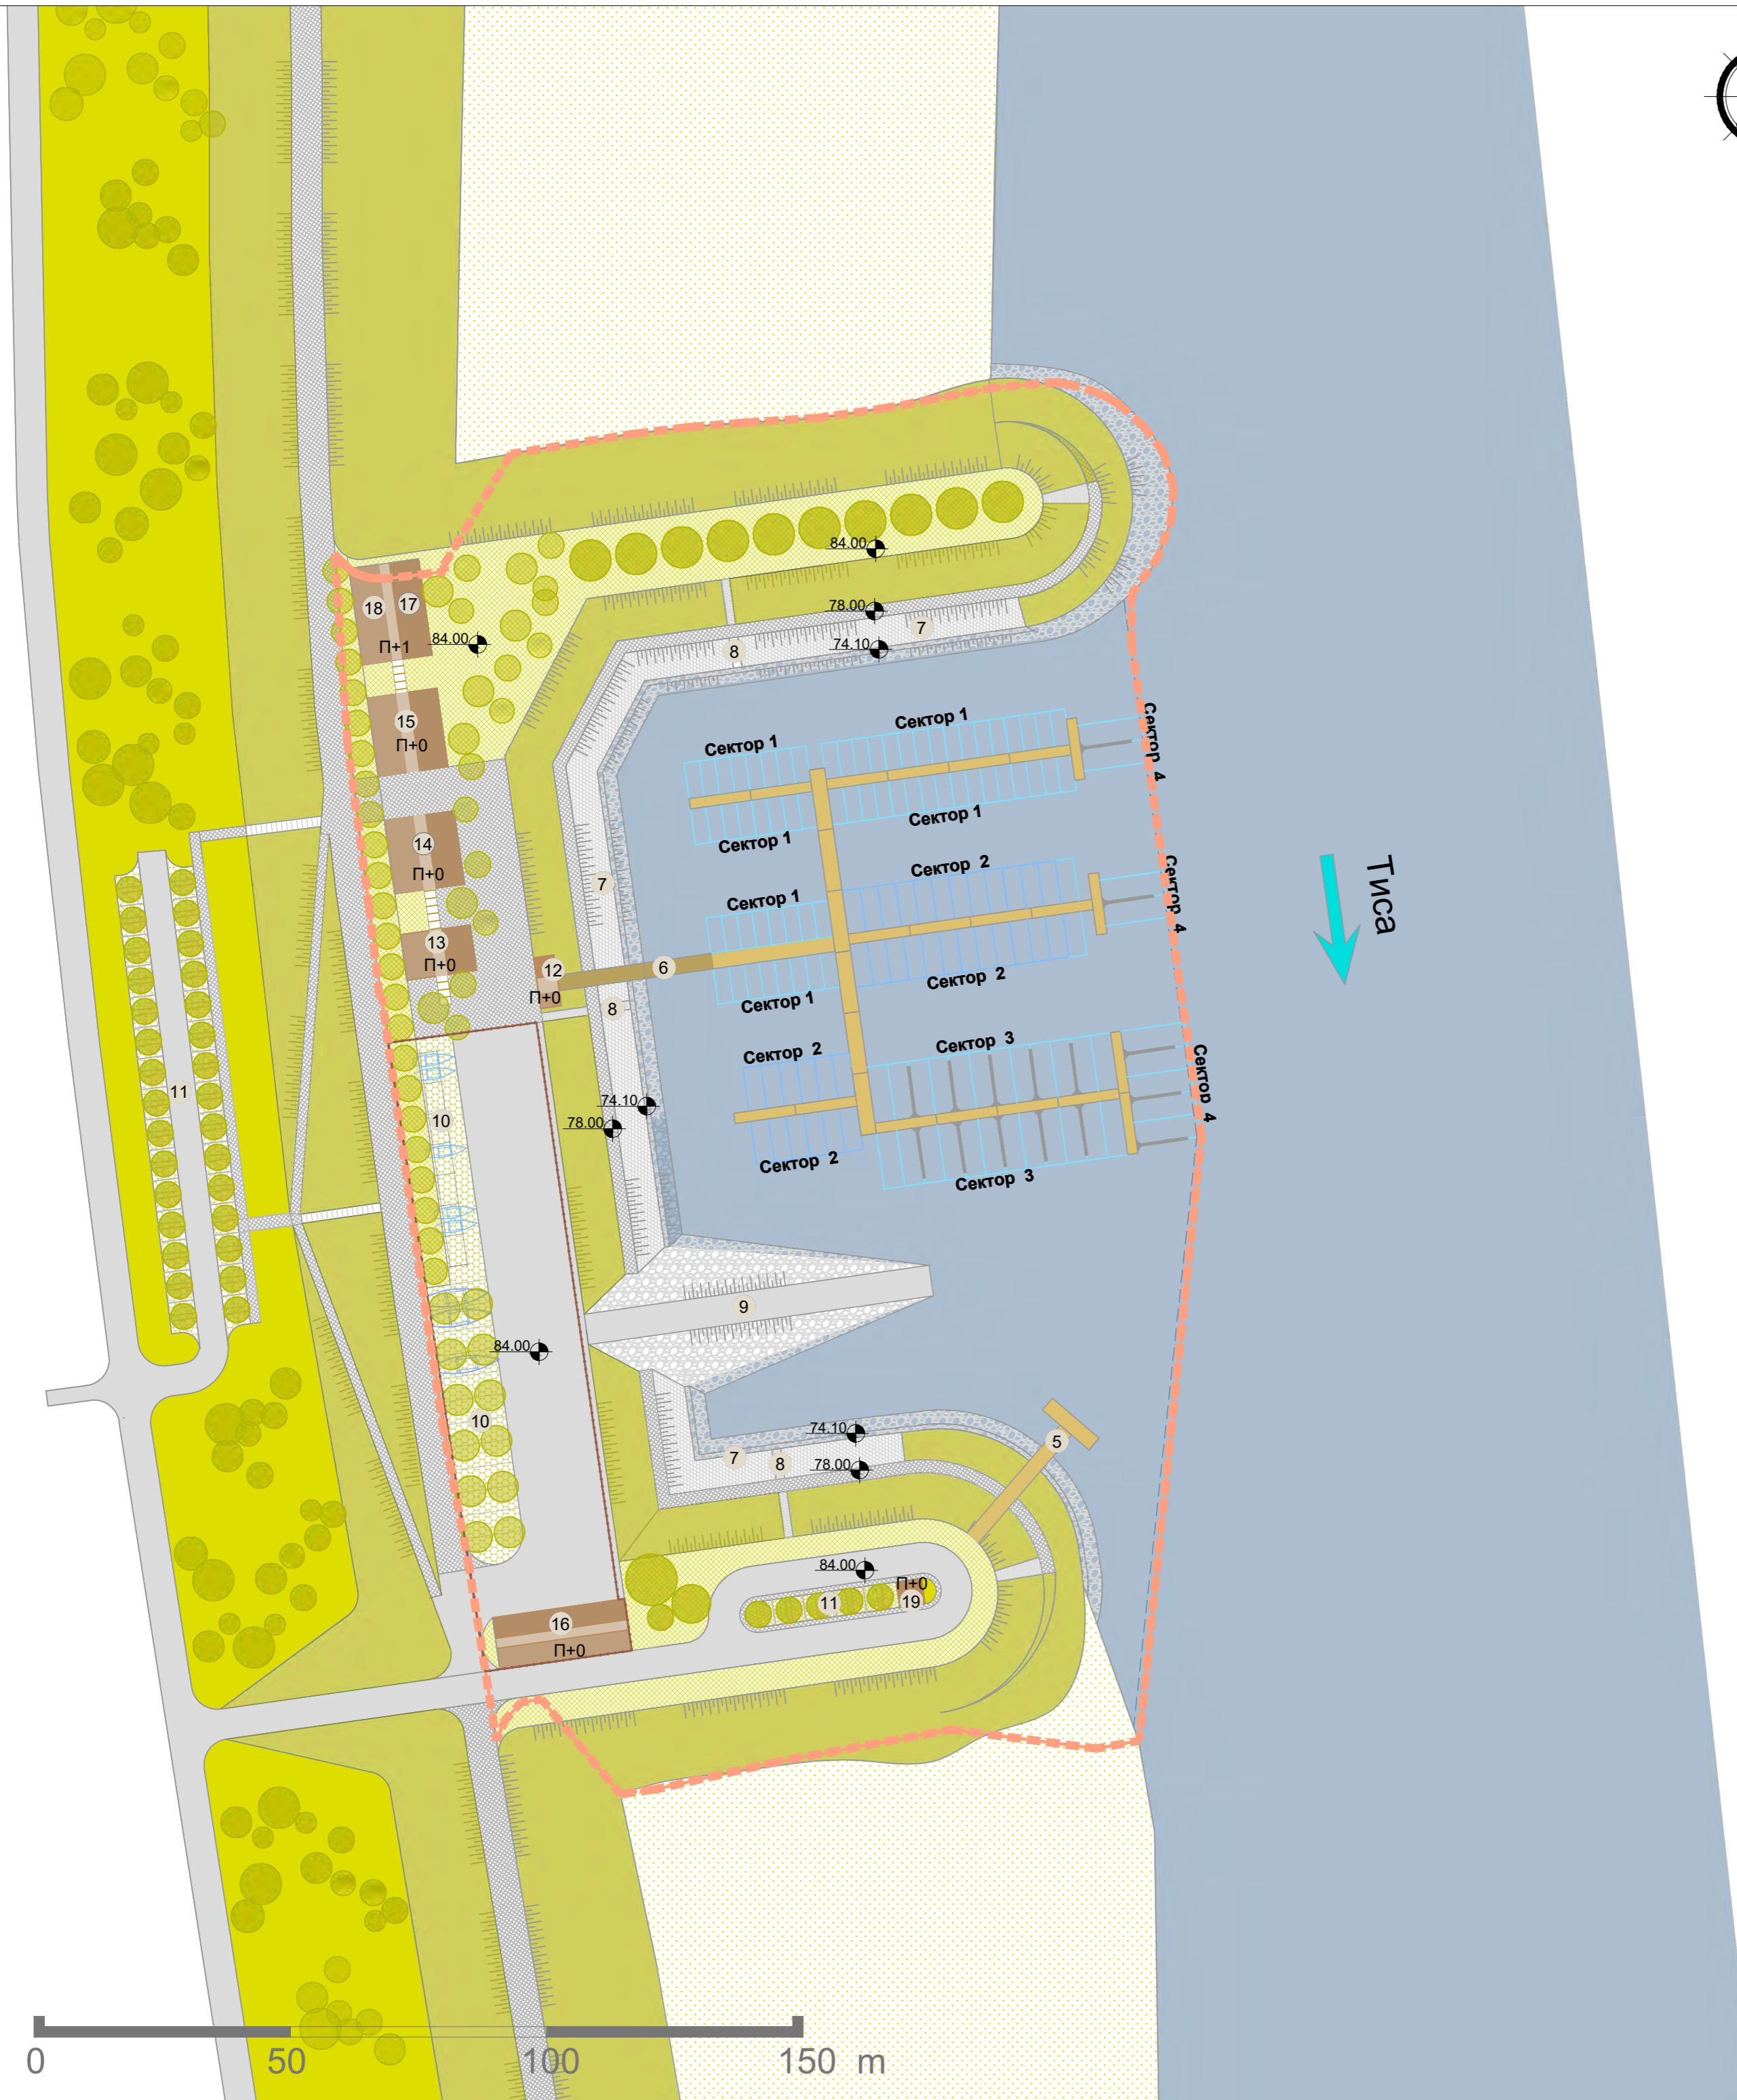 84.00
78.00
7
74.10
8
18
17
П+1
84.00
15
П+0
14
П+0
13
П+0
12
П+0
6
8
7
Сектор 1
Сектор 1
Сектор 4
Сектор 1
Сектор 1
Сектор 2
Сектор 4
Сектор 1
Сектор 2
Сектор 1
Сектор 2
Сектор 3
Сектор 4
Сектор 2
Сектор 3
Тиса
11
10
74.10
78.00
9
84.00
10
74.10
7
8
78.00
5
84.00
П+0
11
19
16
П+0
0
50
100
150 m